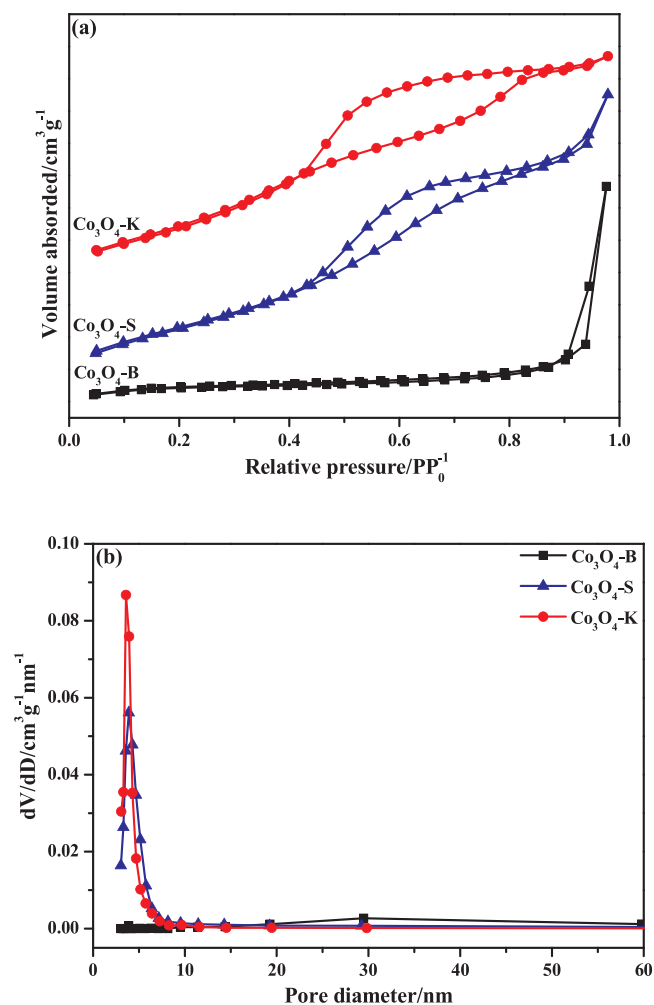 (a)
Volume absorded/cm³g⁻¹
Co₃O₄-K
Co₃O₄-S
Co₃O₄-B
0.0 0.2 0.4 0.6 0.8 1.0
Relative pressure/PP₀⁻¹
(b)
0.10
0.08
0.06
0.04
0.02
0.00
dV/dD/cm³g⁻¹nm⁻¹
Co₃O₄-B
Co₃O₄-S
Co₃O₄-K
0 10 20 30 40 50 60
Pore diameter/nm